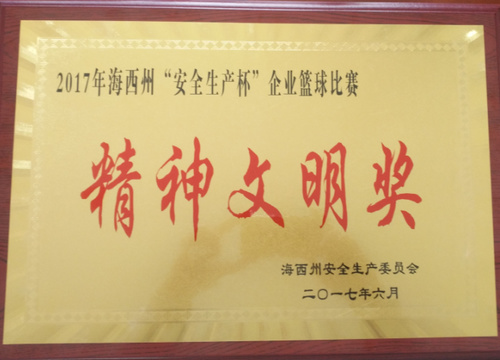 2017年海西州“安全生产杯”企业篮球比赛
精神文明奖
海西州安全生产委员会
二〇一七年六月